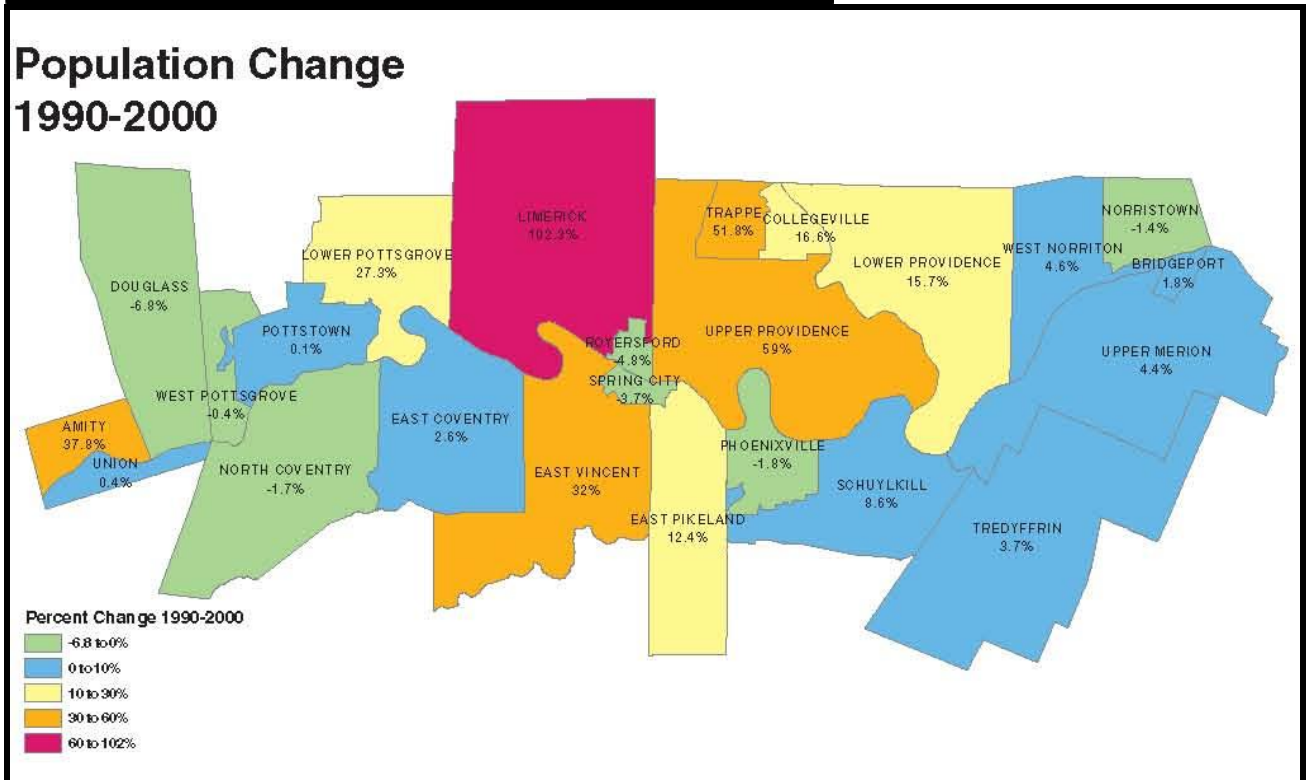 Population Change
1990-2000
LIMERICK
102.3%
TRAPPE
51.8%
COLLEGEVILLE
16.6%
NORRISTOWN
-1.4%
LOWER POTTSGROVE
27.3%
LOWER PROVIDENCE
15.7%
WEST NORRITON
4.6%
BRIDGEPORT
1.8%
DOUGLASS
-6.8%
POTTSTOWN
0.1%
ROYERSFORD
-4.8%
UPPER PROVIDENCE
59%
UPPER MERION
4.4%
SPRING CITY
-3.7%
WEST POTTSGROVE
-0.4%
AMITY
37.8%
EAST COVENTRY
2.6%
UNION
0.4%
NORTH COVENTRY
-1.7%
EAST VINCENT
32%
PHOENIXVILLE
-1.8%
SCHUYLKILL
8.6%
EAST PIKELAND
12.4%
TREDYFFRIN
3.7%
Percent Change 1990-2000
-6.8 to 0%
0 to 10%
10 to 30%
30 to 60%
60 to 102%